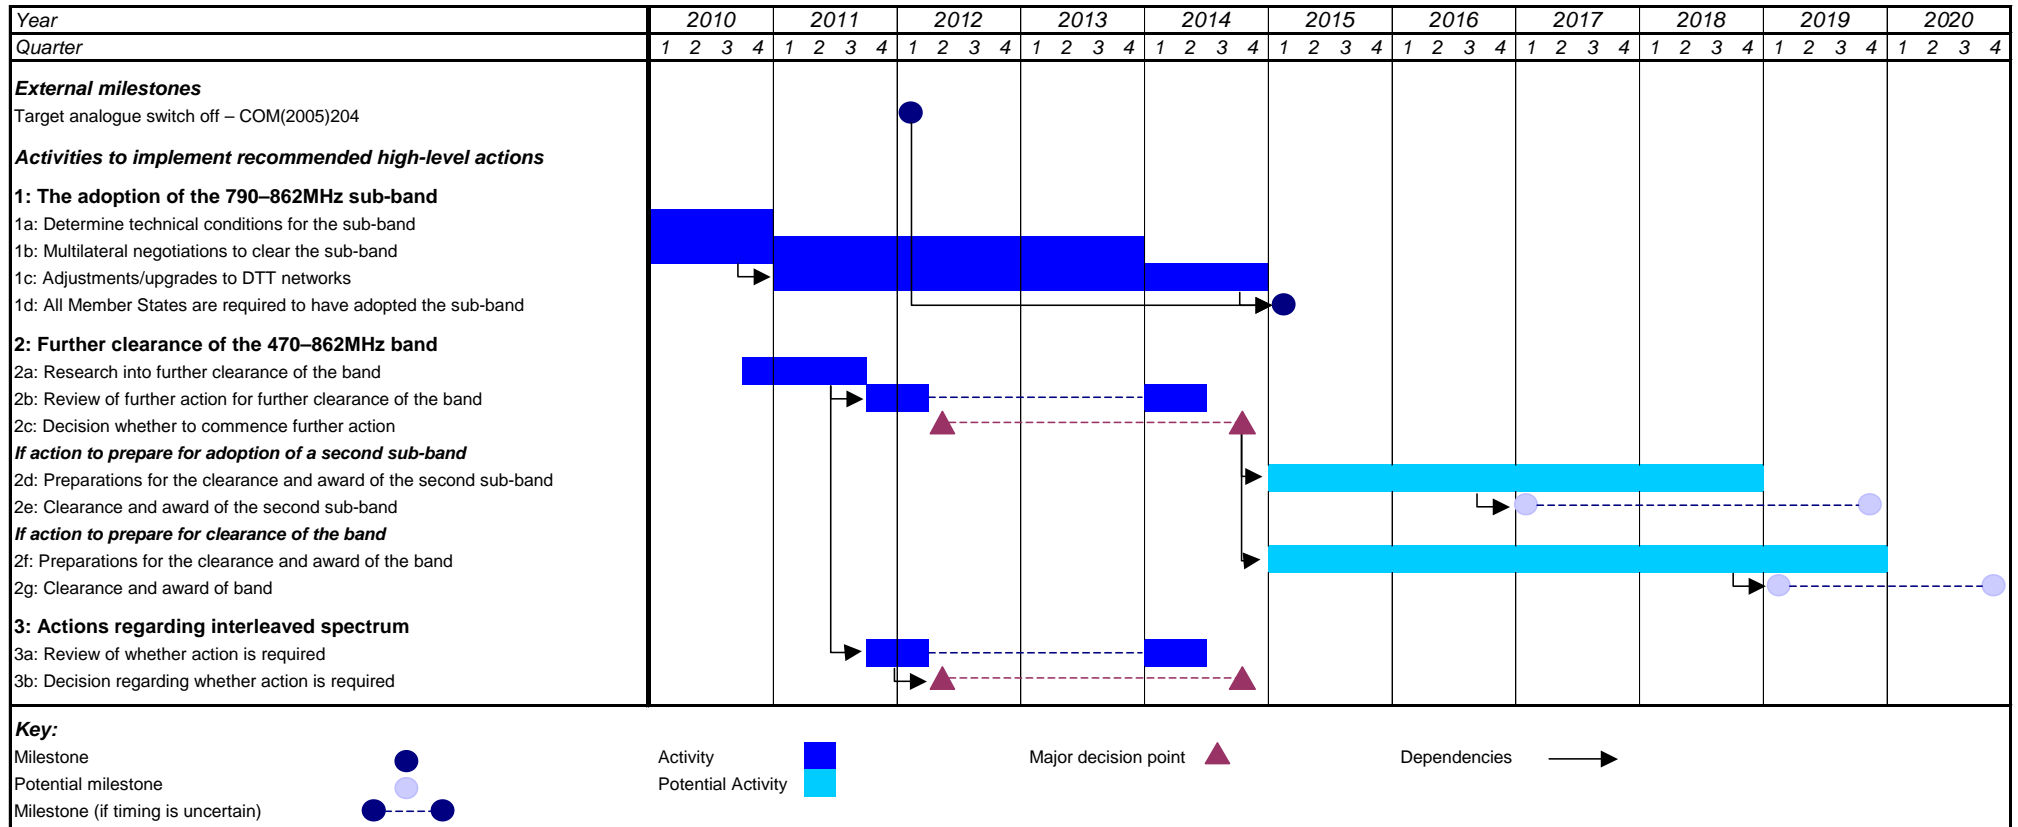 Year 2010 2011 2012 2013 2014 2015 2016 2017 2018 2019 2020
Quarter 1 2 3 4 1 2 3 4 1 2 3 4 1 2 3 4 1 2 3 4 1 2 3 4 1 2 3 4 1 2 3 4 1 2 3 4 1 2 3 4 1 2 3 4
External milestones
Target analogue switch off – COM(2005)204
Activities to implement recommended high-level actions
1: The adoption of the 790–862MHz sub-band
1a: Determine technical conditions for the sub-band
1b: Multilateral negotiations to clear the sub-band
1c: Adjustments/upgrades to DTT networks
1d: All Member States are required to have adopted the sub-band
2: Further clearance of the 470–862MHz band
2a: Research into further clearance of the band
2b: Review of further action for further clearance of the band
2c: Decision whether to commence further action
If action to prepare for adoption of a second sub-band
2d: Preparations for the clearance and award of the second sub-band
2e: Clearance and award of the second sub-band
If action to prepare for clearance of the band
2f: Preparations for the clearance and award of the band
2g: Clearance and award of band
3: Actions regarding interleaved spectrum
3a: Review of whether action is required
3b: Decision regarding whether action is required
Key:
Milestone Activity Major decision point Dependencies
Potential milestone Potential Activity
Milestone (if timing is uncertain)